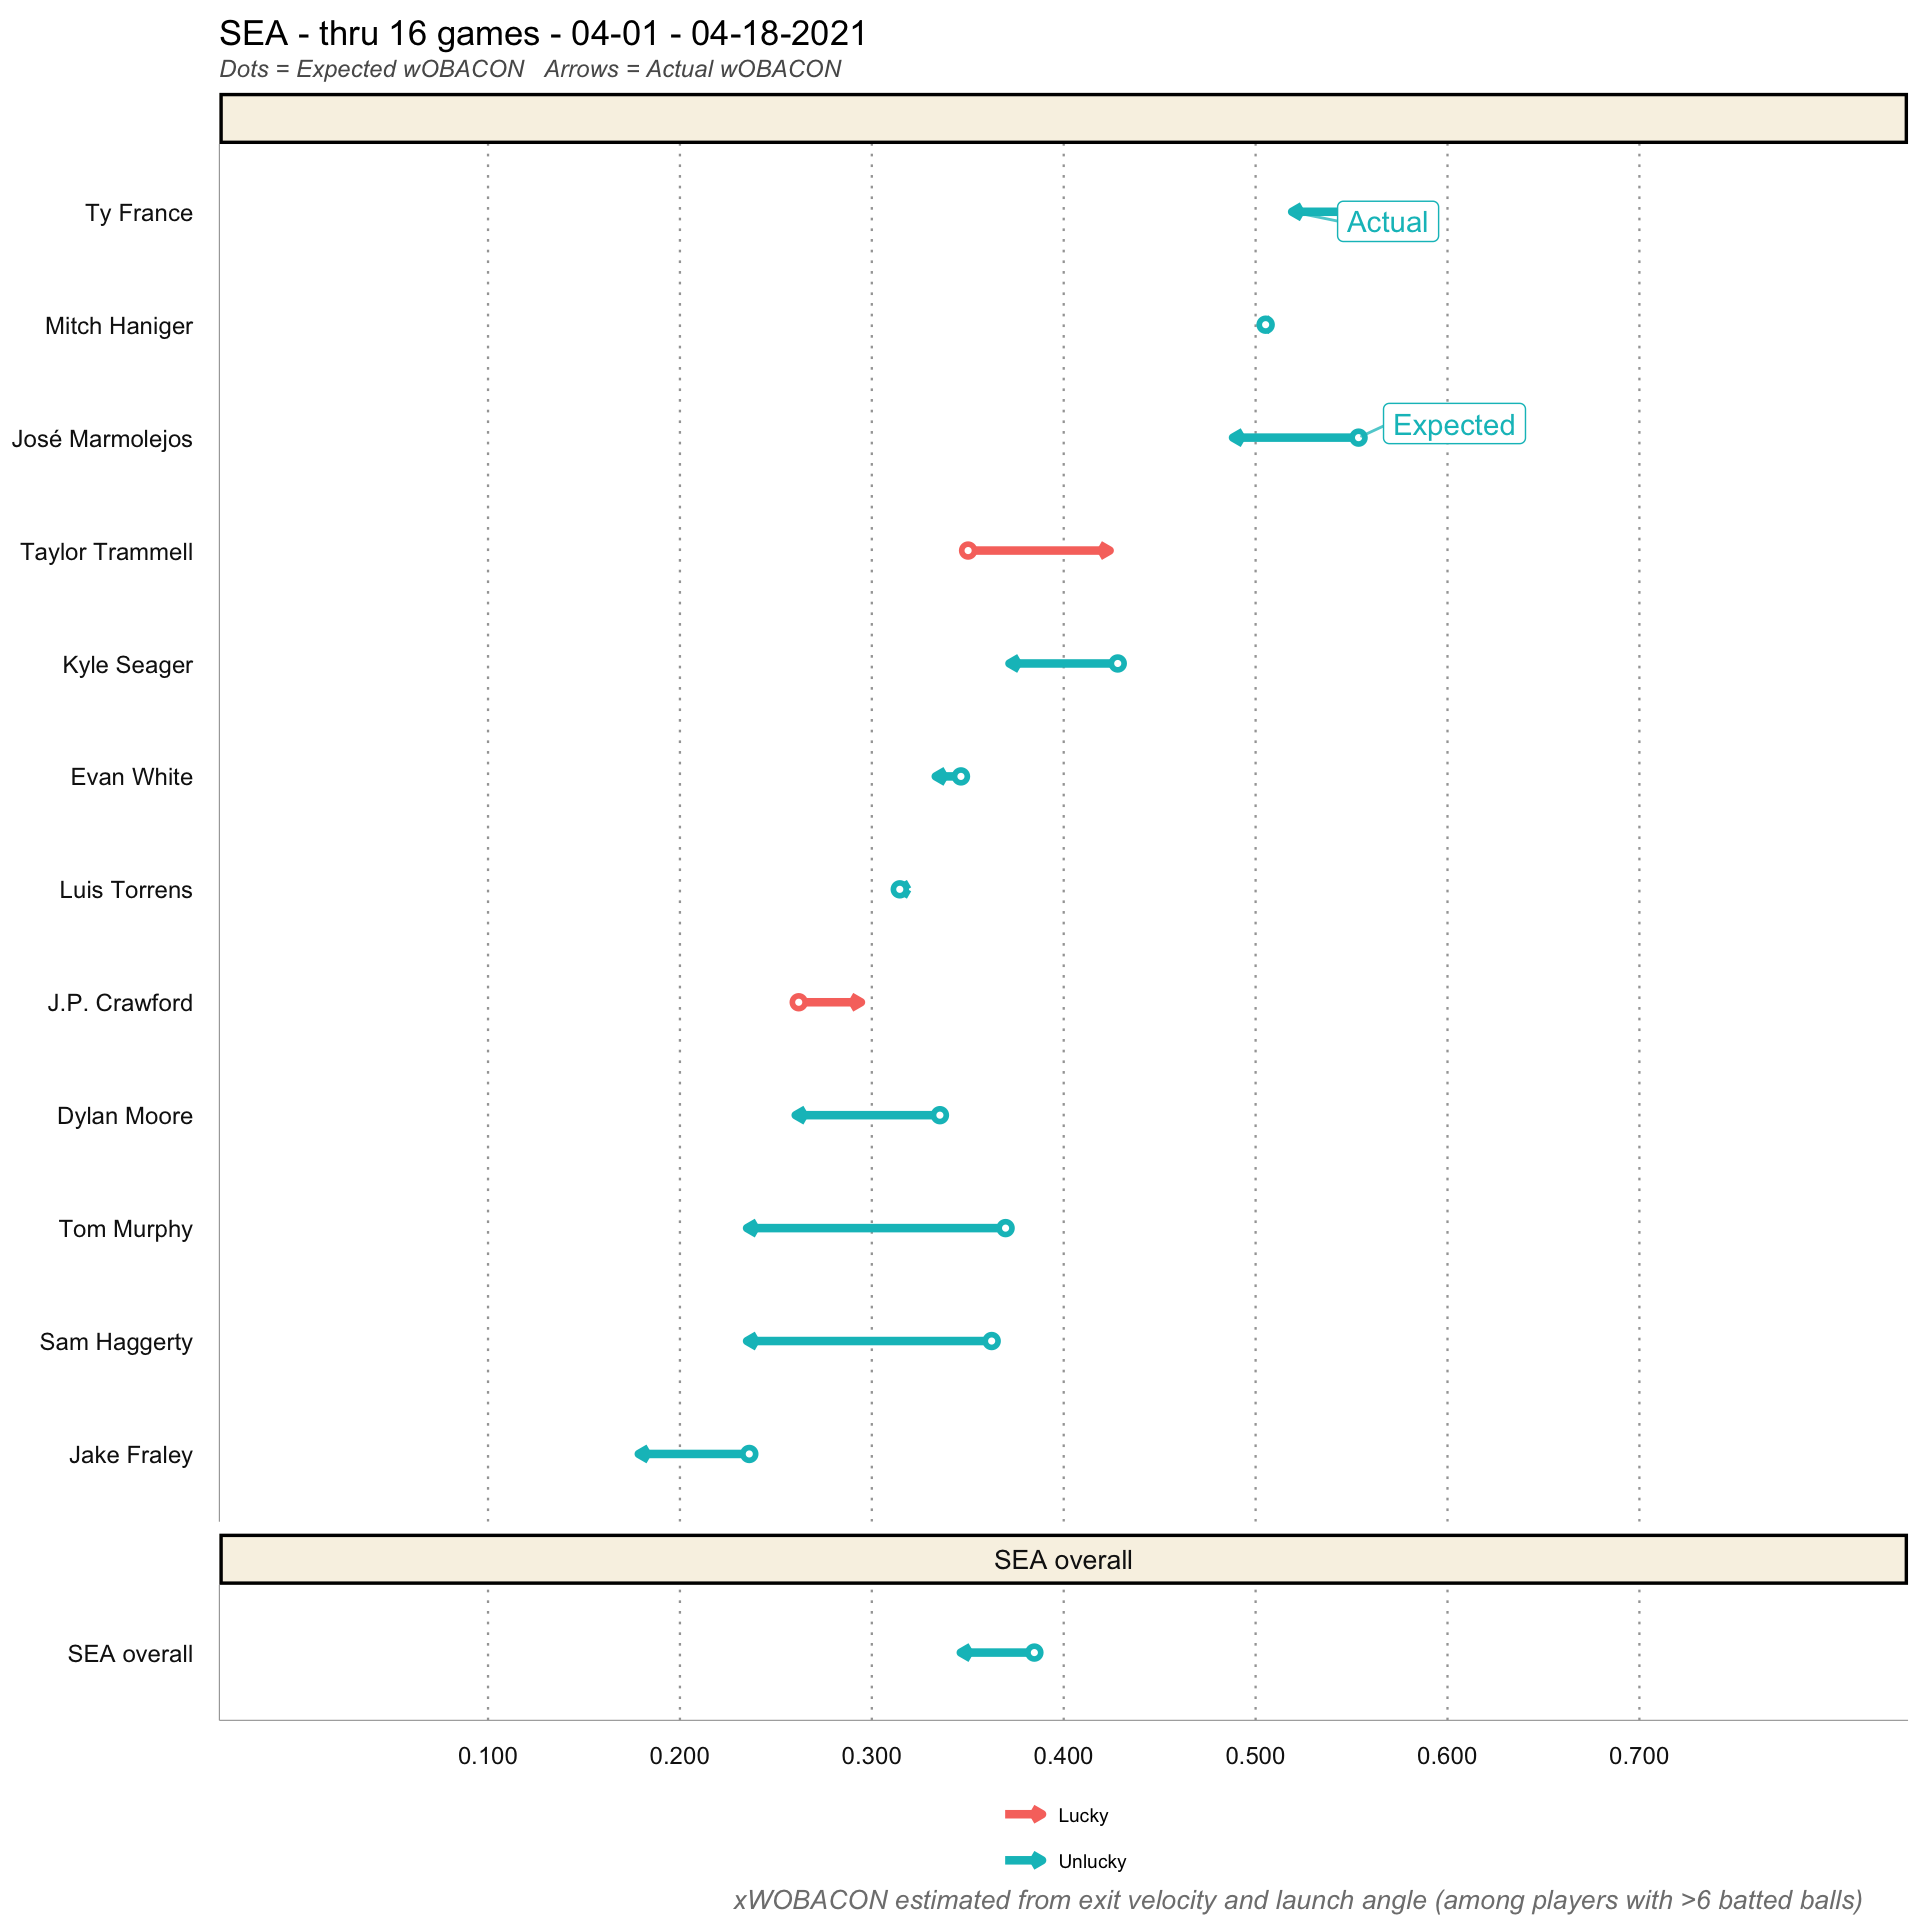 SEA - thru 16 games - 04-01 - 04-18-2021
Dots = Expected wOBACON   Arrows = Actual wOBACON
Ty France
Actual
Mitch Haniger
José Marmolejos
Expected
Taylor Trammell
Kyle Seager
Evan White
Luis Torrens
J.P. Crawford
Dylan Moore
Tom Murphy
Sam Haggerty
Jake Fraley
SEA overall
SEA overall
0.100 0.200 0.300 0.400 0.500 0.600 0.700
Lucky
Unlucky
xWOBACON estimated from exit velocity and launch angle (among players with >6 batted balls)